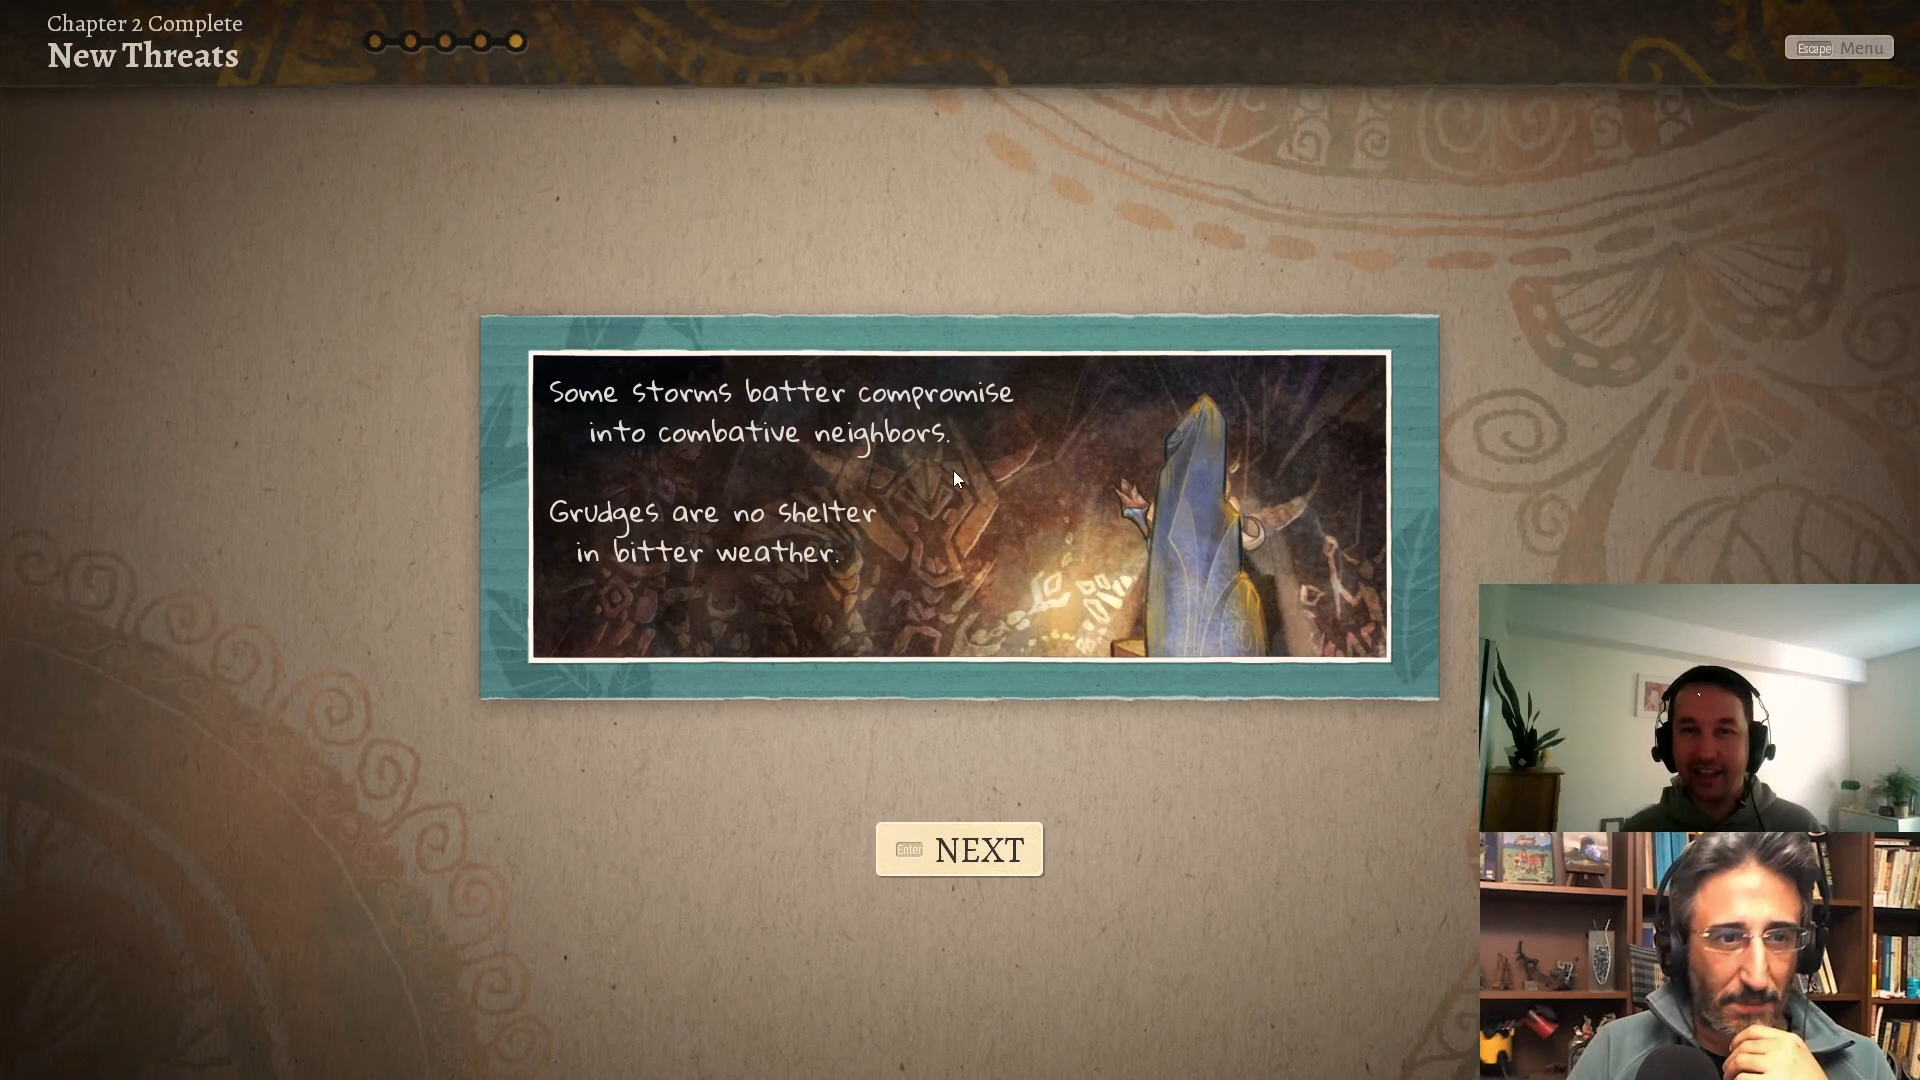 Chapter 2 Complete
New Threats
Escape Menu
Some storms batter compromise
into combative neighbors.
Grudges are no shelter
in bitter weather.
Enter NEXT